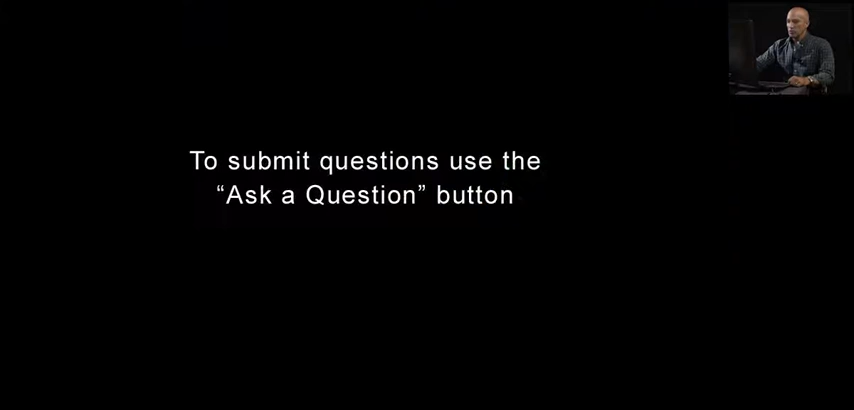 To submit questions use the
“Ask a Question” button